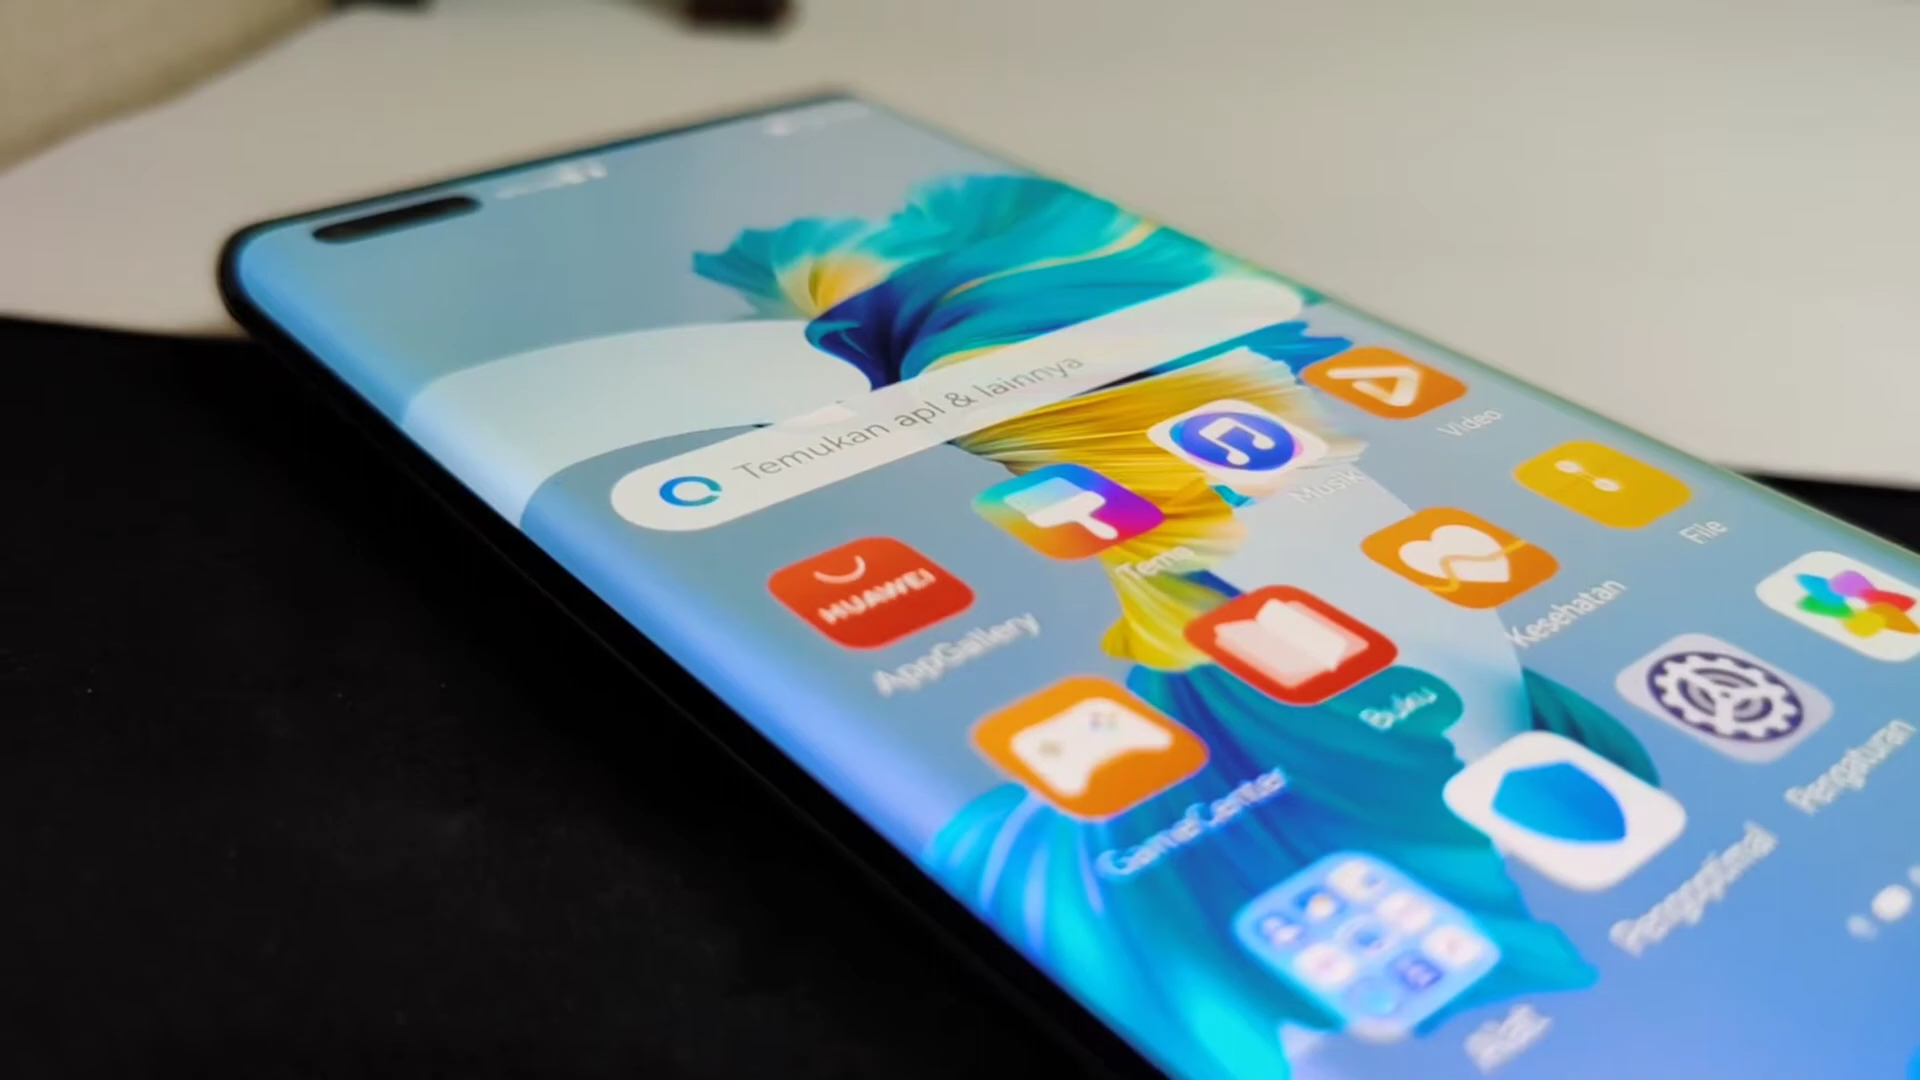 Temukan apl & lainnya
Video
Musik
Tema
File
HUAWEI
AppGallery
Kesehatan
Buku
Pengaturan
GameCenter
Pengoptimal
Alat